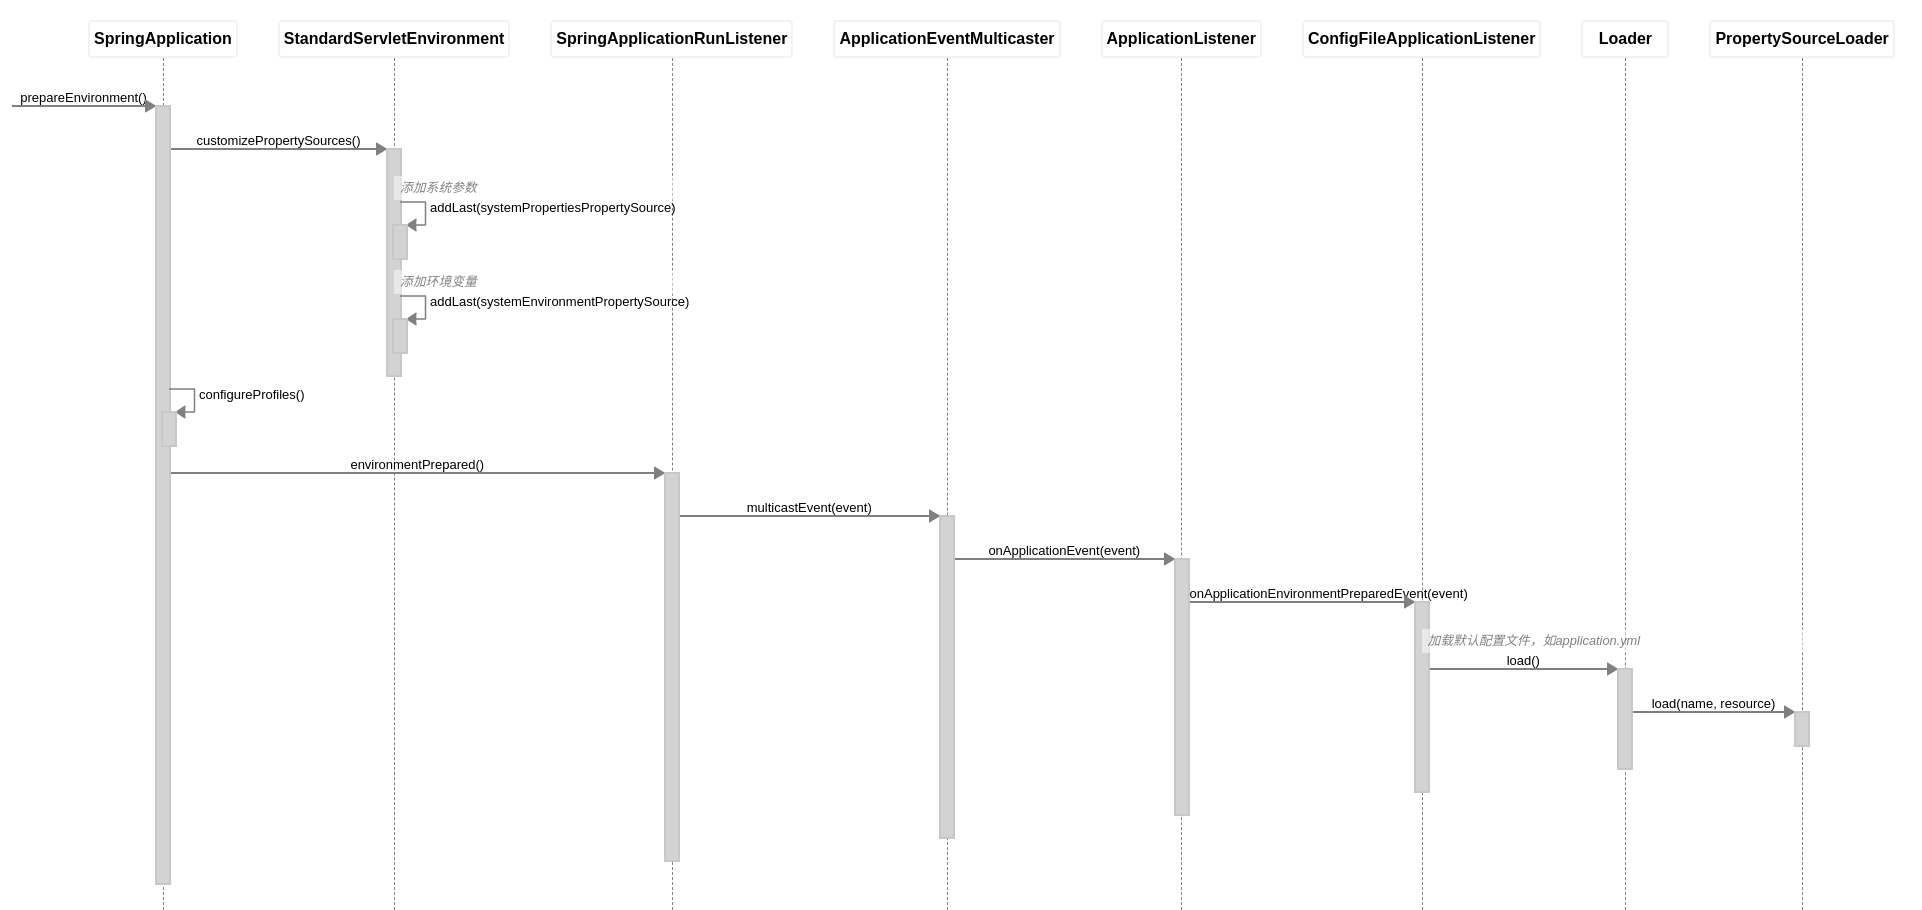 SpringApplication
StandardServletEnvironment
SpringApplicationRunListener
ApplicationEventMulticaster
ApplicationListener
ConfigFileApplicationListener
Loader
PropertySourceLoader
prepareEnvironment()
customizePropertySources()
添加系统参数
addLast(systemPropertiesPropertySource)
添加环境变量
addLast(systemEnvironmentPropertySource)
configureProfiles()
environmentPrepared()
multicastEvent(event)
onApplicationEvent(event)
onApplicationEnvironmentPreparedEvent(event)
加载默认配置文件，如application.yml
load()
load(name, resource)